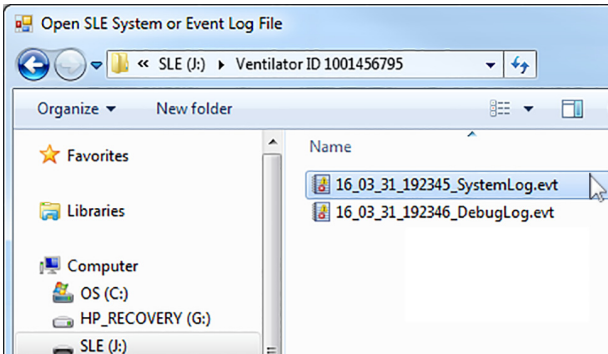 Open SLE System or Event Log File
« SLE (J:) Ventilator ID 1001456795
Organize New folder
Name
Favorites
Libraries
Computer
OS (C:)
HP_RECOVERY (G:)
SLE (J:)
16_03_31_192345_SystemLog.evt
16_03_31_192346_DebugLog.evt